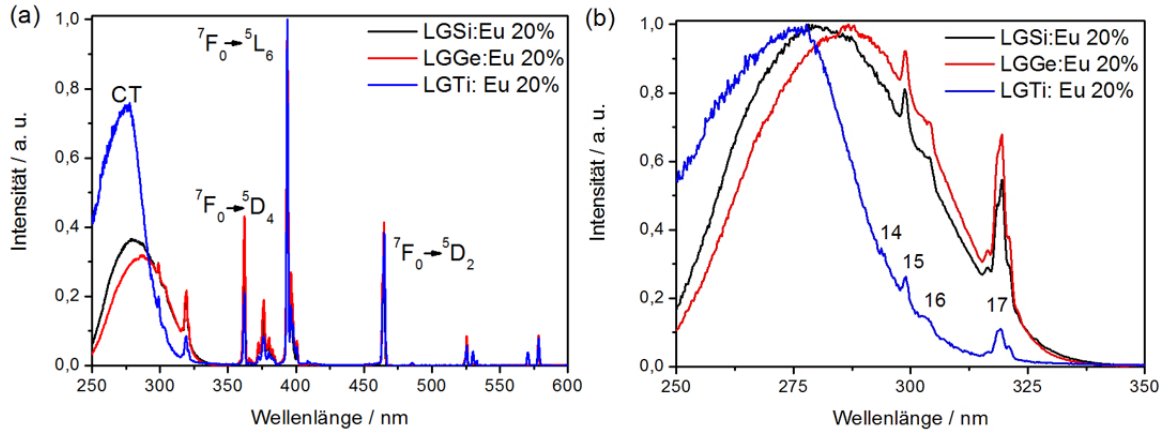 (a)
1,0
0,8
0,6
0,4
0,2
0,0
Intensität / a. u.
250 300 350 400 450 500 550 600
Wellenlänge / nm
CT
⁷F₀→⁵L₆
⁷F₀→⁵D₄
⁷F₀→⁵D₂
LGSi:Eu 20%
LGGe:Eu 20%
LGTi: Eu 20%
(b)
1,0
0,8
0,6
0,4
0,2
0,0
Intensität / a. u.
250 275 300 325 350
Wellenlänge / nm
14
15
16
17
LGSi:Eu 20%
LGGe:Eu 20%
LGTi: Eu 20%